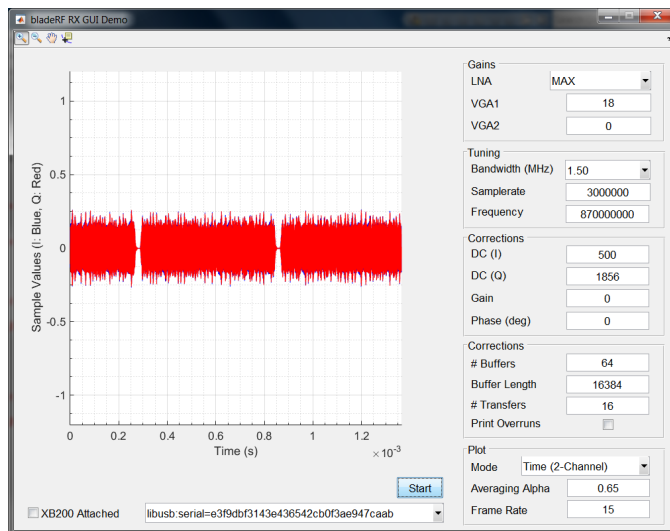 bladeRF RX GUI Demo
Gains
LNA MAX
VGA1 18
VGA2 0
Tuning
Bandwidth (MHz) 1.50
Samplerate 3000000
Frequency 870000000
Corrections
DC (I) 500
DC (Q) 1856
Gain 0
Phase (deg) 0
Corrections
# Buffers 64
Buffer Length 16384
# Transfers 16
Print Overruns
Plot
Mode Time (2-Channel)
Averaging Alpha 0.65
Frame Rate 15
Sample Values (I: Blue, Q: Red)
1
0.5
0
-0.5
-1
0 0.2 0.4 0.6 0.8 1 1.2
Time (s) × 10^-3
Start
XB200 Attached libusb:serial=e3f9dbf3143e436542cb0f3ae947caab